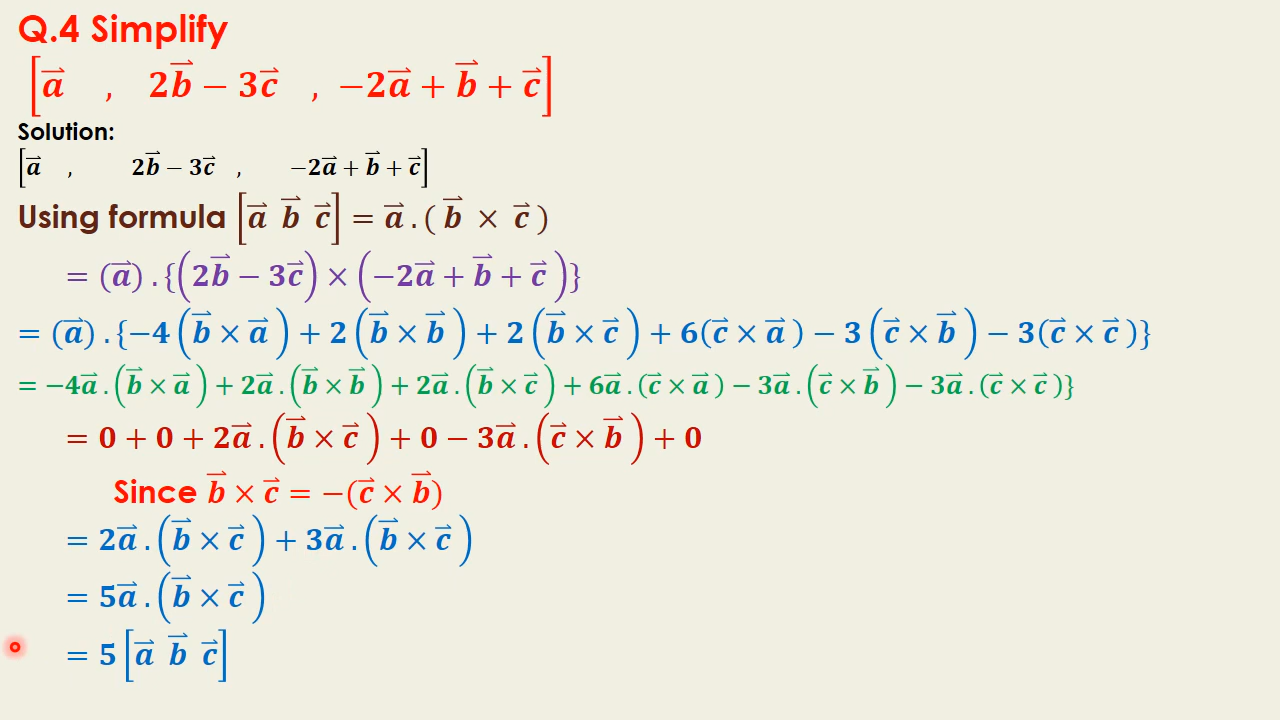 Q.4 Simplify
[a⃗ , 2b⃗ − 3c⃗ , −2a⃗ + b⃗ + c⃗]
Solution:
[a⃗ , 2b⃗ − 3c⃗ , −2a⃗ + b⃗ + c⃗]
Using formula [a⃗ b⃗ c⃗] = a⃗ . ( b⃗ × c⃗ )
= (a⃗) . {(2b⃗ − 3c⃗) × (−2a⃗ + b⃗ + c⃗ )}
= (a⃗) . {−4 (b⃗ × a⃗ ) + 2 (b⃗ × b⃗ ) + 2 (b⃗ × c⃗ ) + 6(c⃗ × a⃗ ) − 3 (c⃗ × b⃗ ) − 3(c⃗ × c⃗ )}
= −4a⃗ . (b⃗ × a⃗ ) + 2a⃗ . (b⃗ × b⃗ ) + 2a⃗ . (b⃗ × c⃗ ) + 6a⃗ . (c⃗ × a⃗ ) − 3a⃗ . (c⃗ × b⃗ ) − 3a⃗ . (c⃗ × c⃗ )}
= 0 + 0 + 2a⃗ . (b⃗ × c⃗ ) + 0 − 3a⃗ . (c⃗ × b⃗ ) + 0
Since b⃗ × c⃗ = −(c⃗ × b⃗)
= 2a⃗ . (b⃗ × c⃗ ) + 3a⃗ . (b⃗ × c⃗ )
= 5a⃗ . (b⃗ × c⃗ )
= 5 [a⃗ b⃗ c⃗]